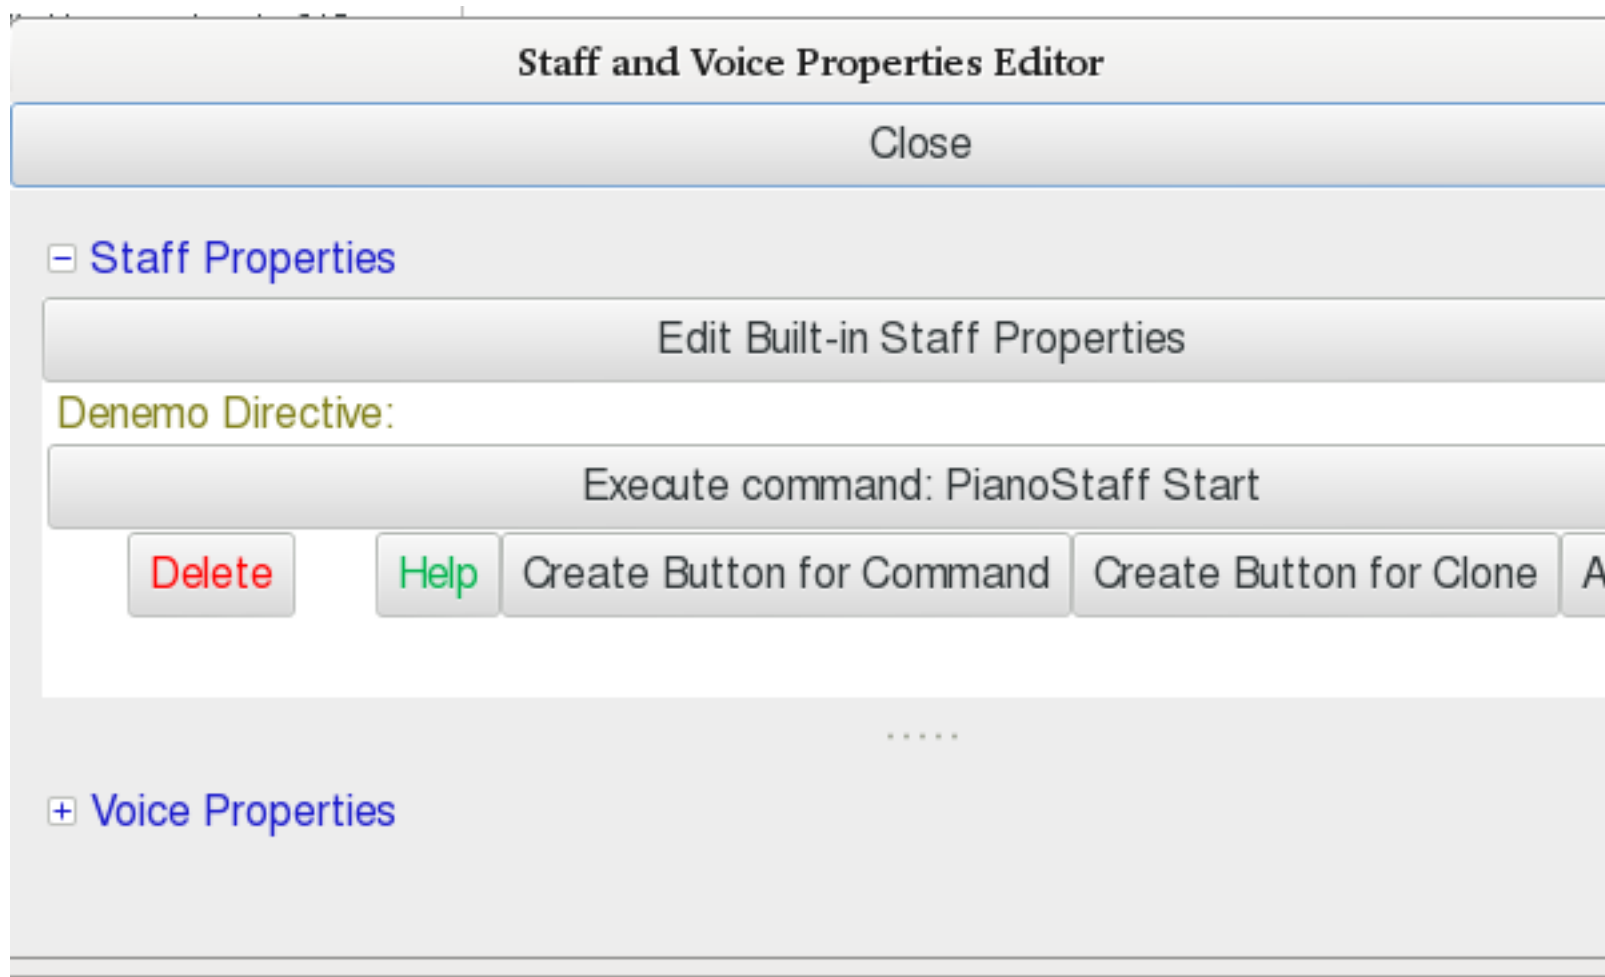 Staff and Voice Properties Editor
Close
Staff Properties
Edit Built-in Staff Properties
Denemo Directive:
Execute command: PianoStaff Start
Delete Help Create Button for Command Create Button for Clone A
Voice Properties